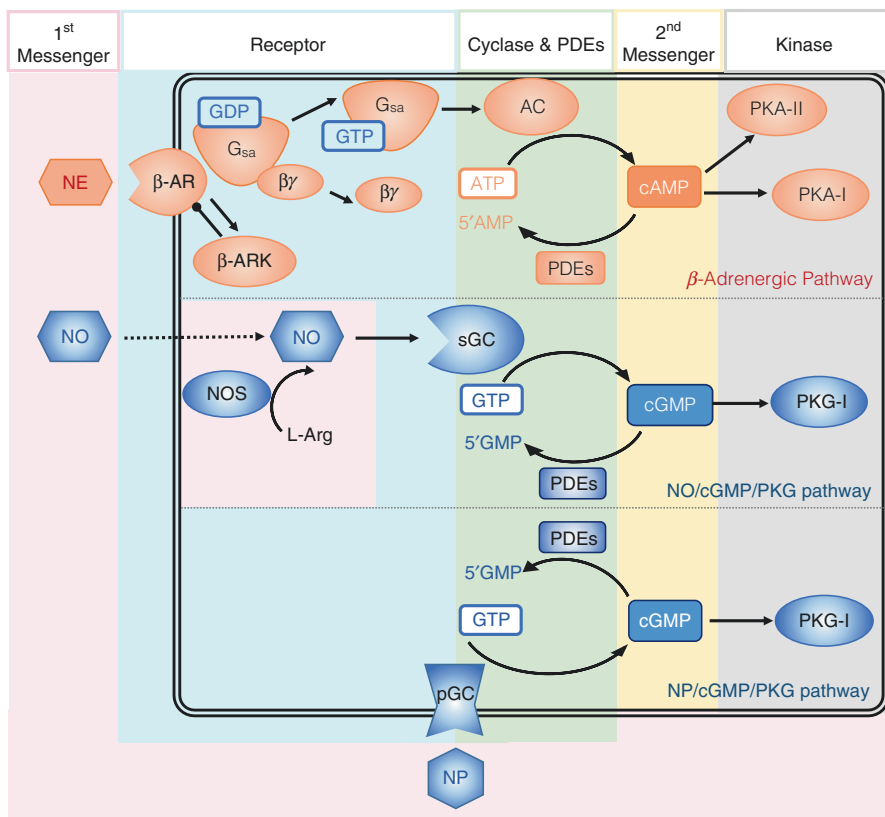 1st Messenger
Receptor
Cyclase & PDEs
2nd Messenger
Kinase
GDP
Gsa
Gsa
GTP
AC
PKA-II
NE
β-AR
βγ
βγ
ATP
cAMP
PKA-I
5′AMP
β-ARK
PDEs
β-Adrenergic Pathway
NO
NO
sGC
NOS
L-Arg
GTP
cGMP
PKG-I
5′GMP
PDEs
NO/cGMP/PKG pathway
PDEs
5′GMP
GTP
cGMP
PKG-I
pGC
NP/cGMP/PKG pathway
NP